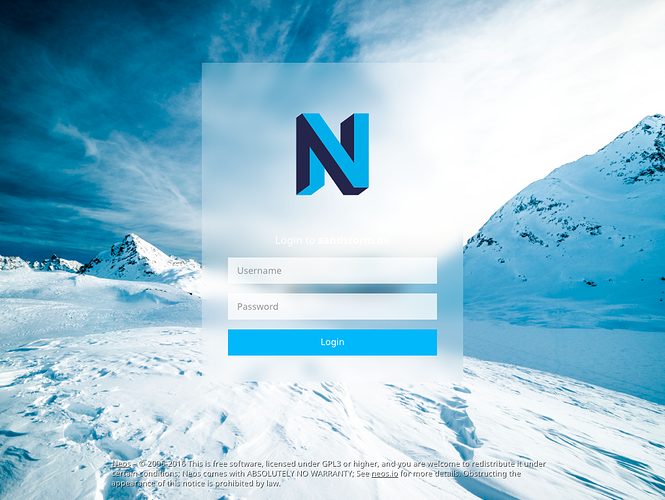 Login to sandstorm.de
Username
Password
Login
Neos – © 2006-2016 This is free software, licensed under GPL3 or higher, and you are welcome to redistribute it under
certain conditions; Neos comes with ABSOLUTELY NO WARRANTY; See neos.io for more details. Obstructing the
appearance of this notice is prohibited by law.